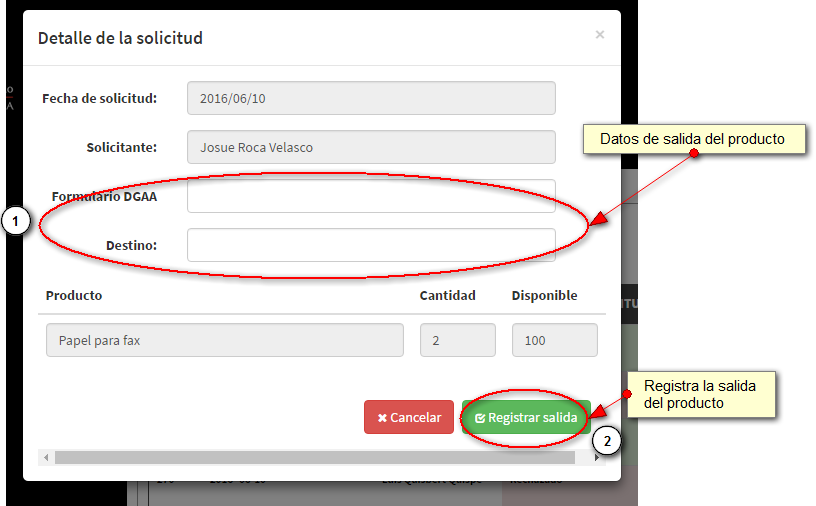 Detalle de la solicitud
×
Fecha de solicitud:
2016/06/10
Solicitante:
Josue Roca Velasco
Datos de salida del producto
Formulario DGAA
1
Destino:
Producto Cantidad Disponible
Papel para fax 2 100
Registra la salida
del producto
Cancelar
Registrar salida
2